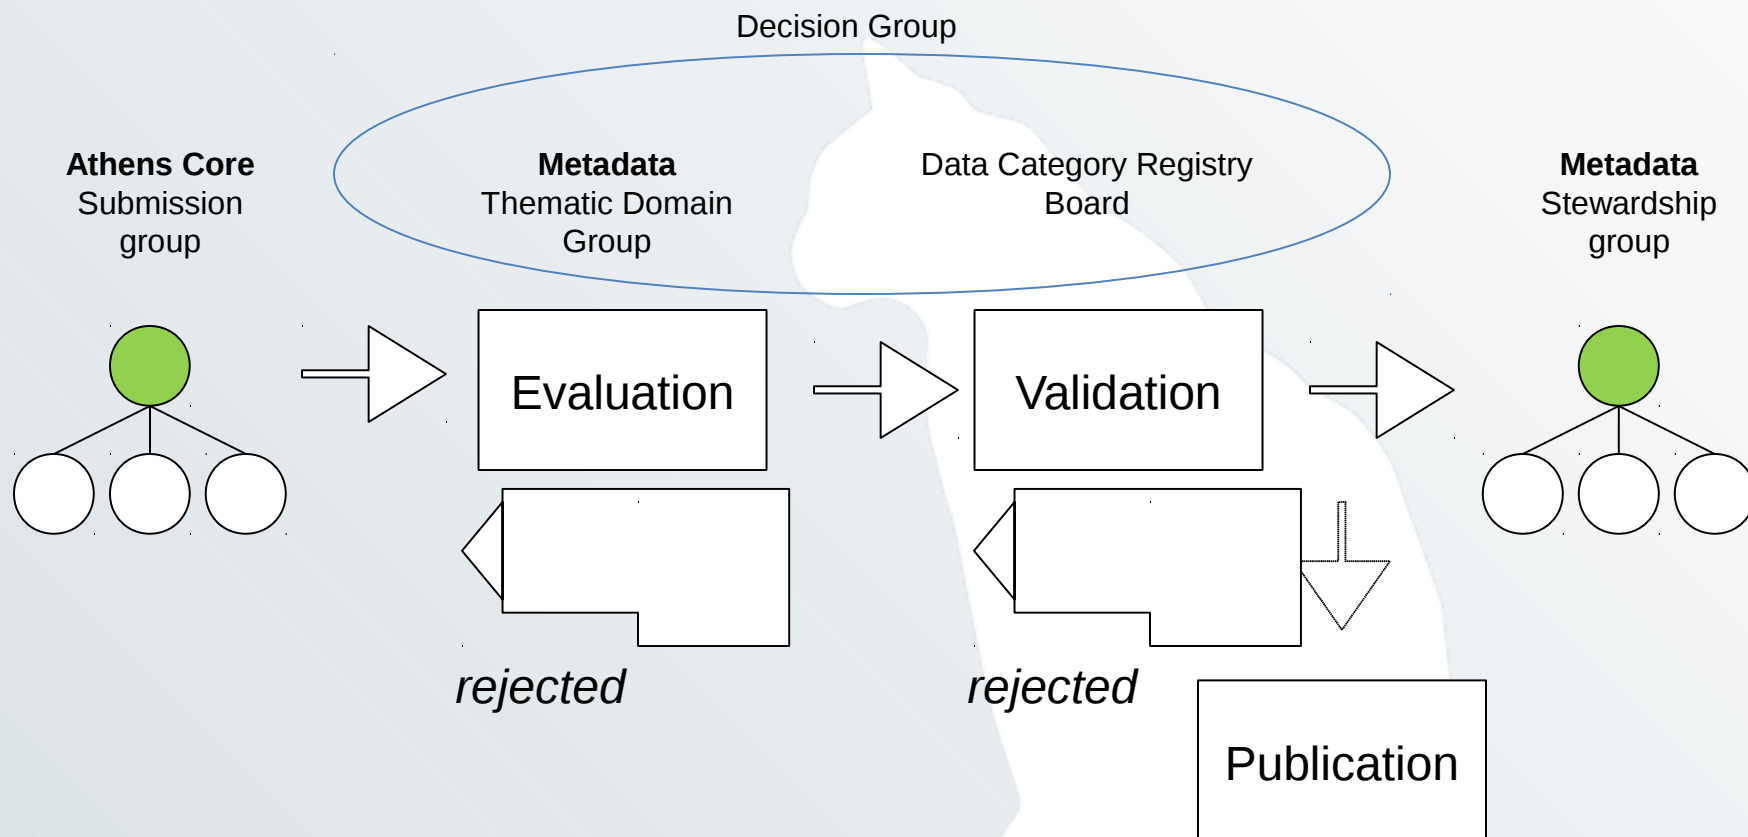 Decision Group
Athens Core
Submission
group
Metadata
Thematic Domain
Group
Data Category Registry
Board
Metadata
Stewardship
group
Evaluation
Validation
rejected
rejected
Publication